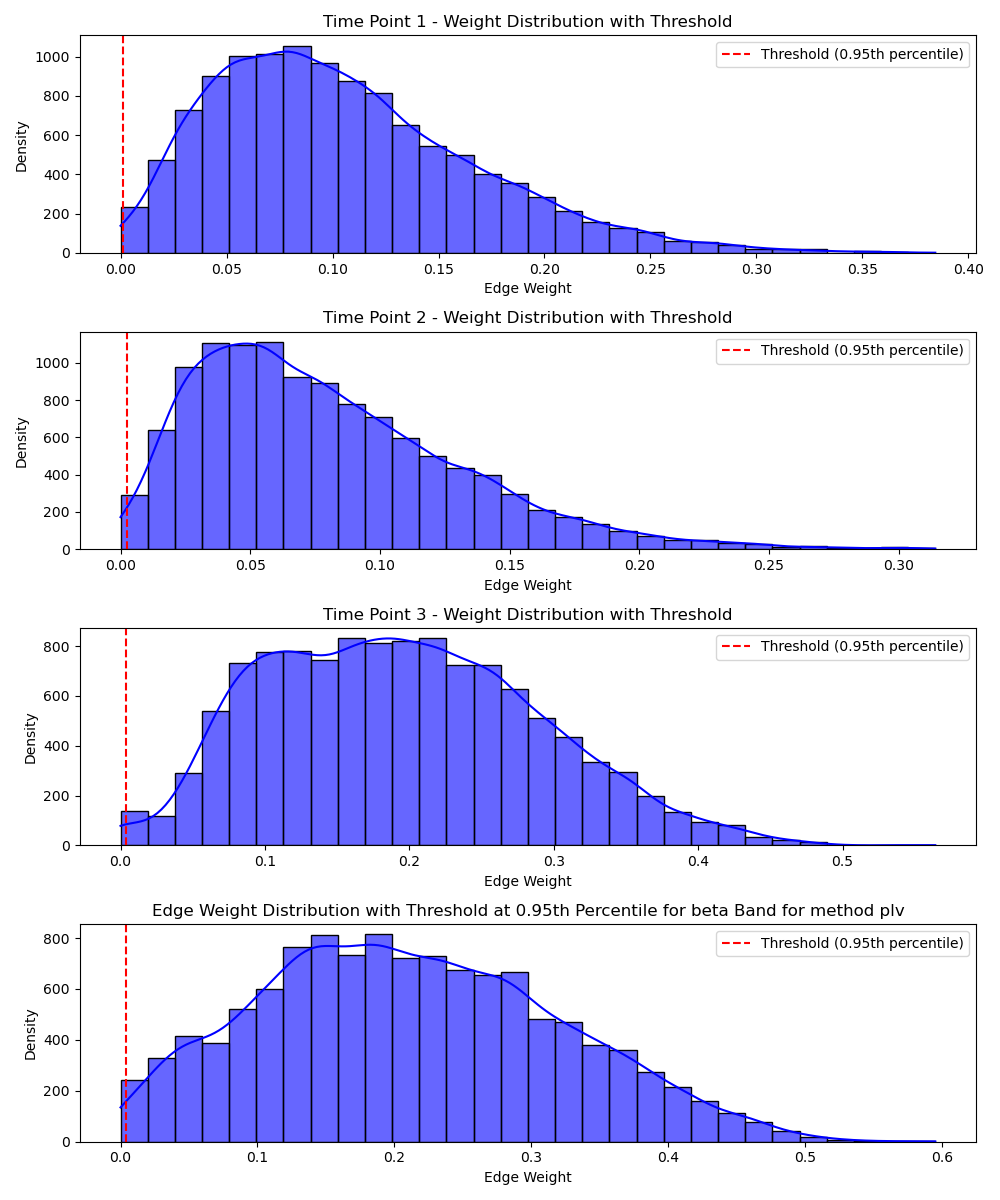 Time Point 1 - Weight Distribution with Threshold
Threshold (0.95th percentile)
Density
1000
800
600
400
200
0
0.00 0.05 0.10 0.15 0.20 0.25 0.30 0.35 0.40
Edge Weight
Time Point 2 - Weight Distribution with Threshold
Threshold (0.95th percentile)
Density
1000
800
600
400
200
0
0.00 0.05 0.10 0.15 0.20 0.25 0.30
Edge Weight
Time Point 3 - Weight Distribution with Threshold
Threshold (0.95th percentile)
Density
800
600
400
200
0
0.0 0.1 0.2 0.3 0.4 0.5
Edge Weight
Edge Weight Distribution with Threshold at 0.95th Percentile for beta Band for method plv
Threshold (0.95th percentile)
Density
800
600
400
200
0
0.0 0.1 0.2 0.3 0.4 0.5 0.6
Edge Weight